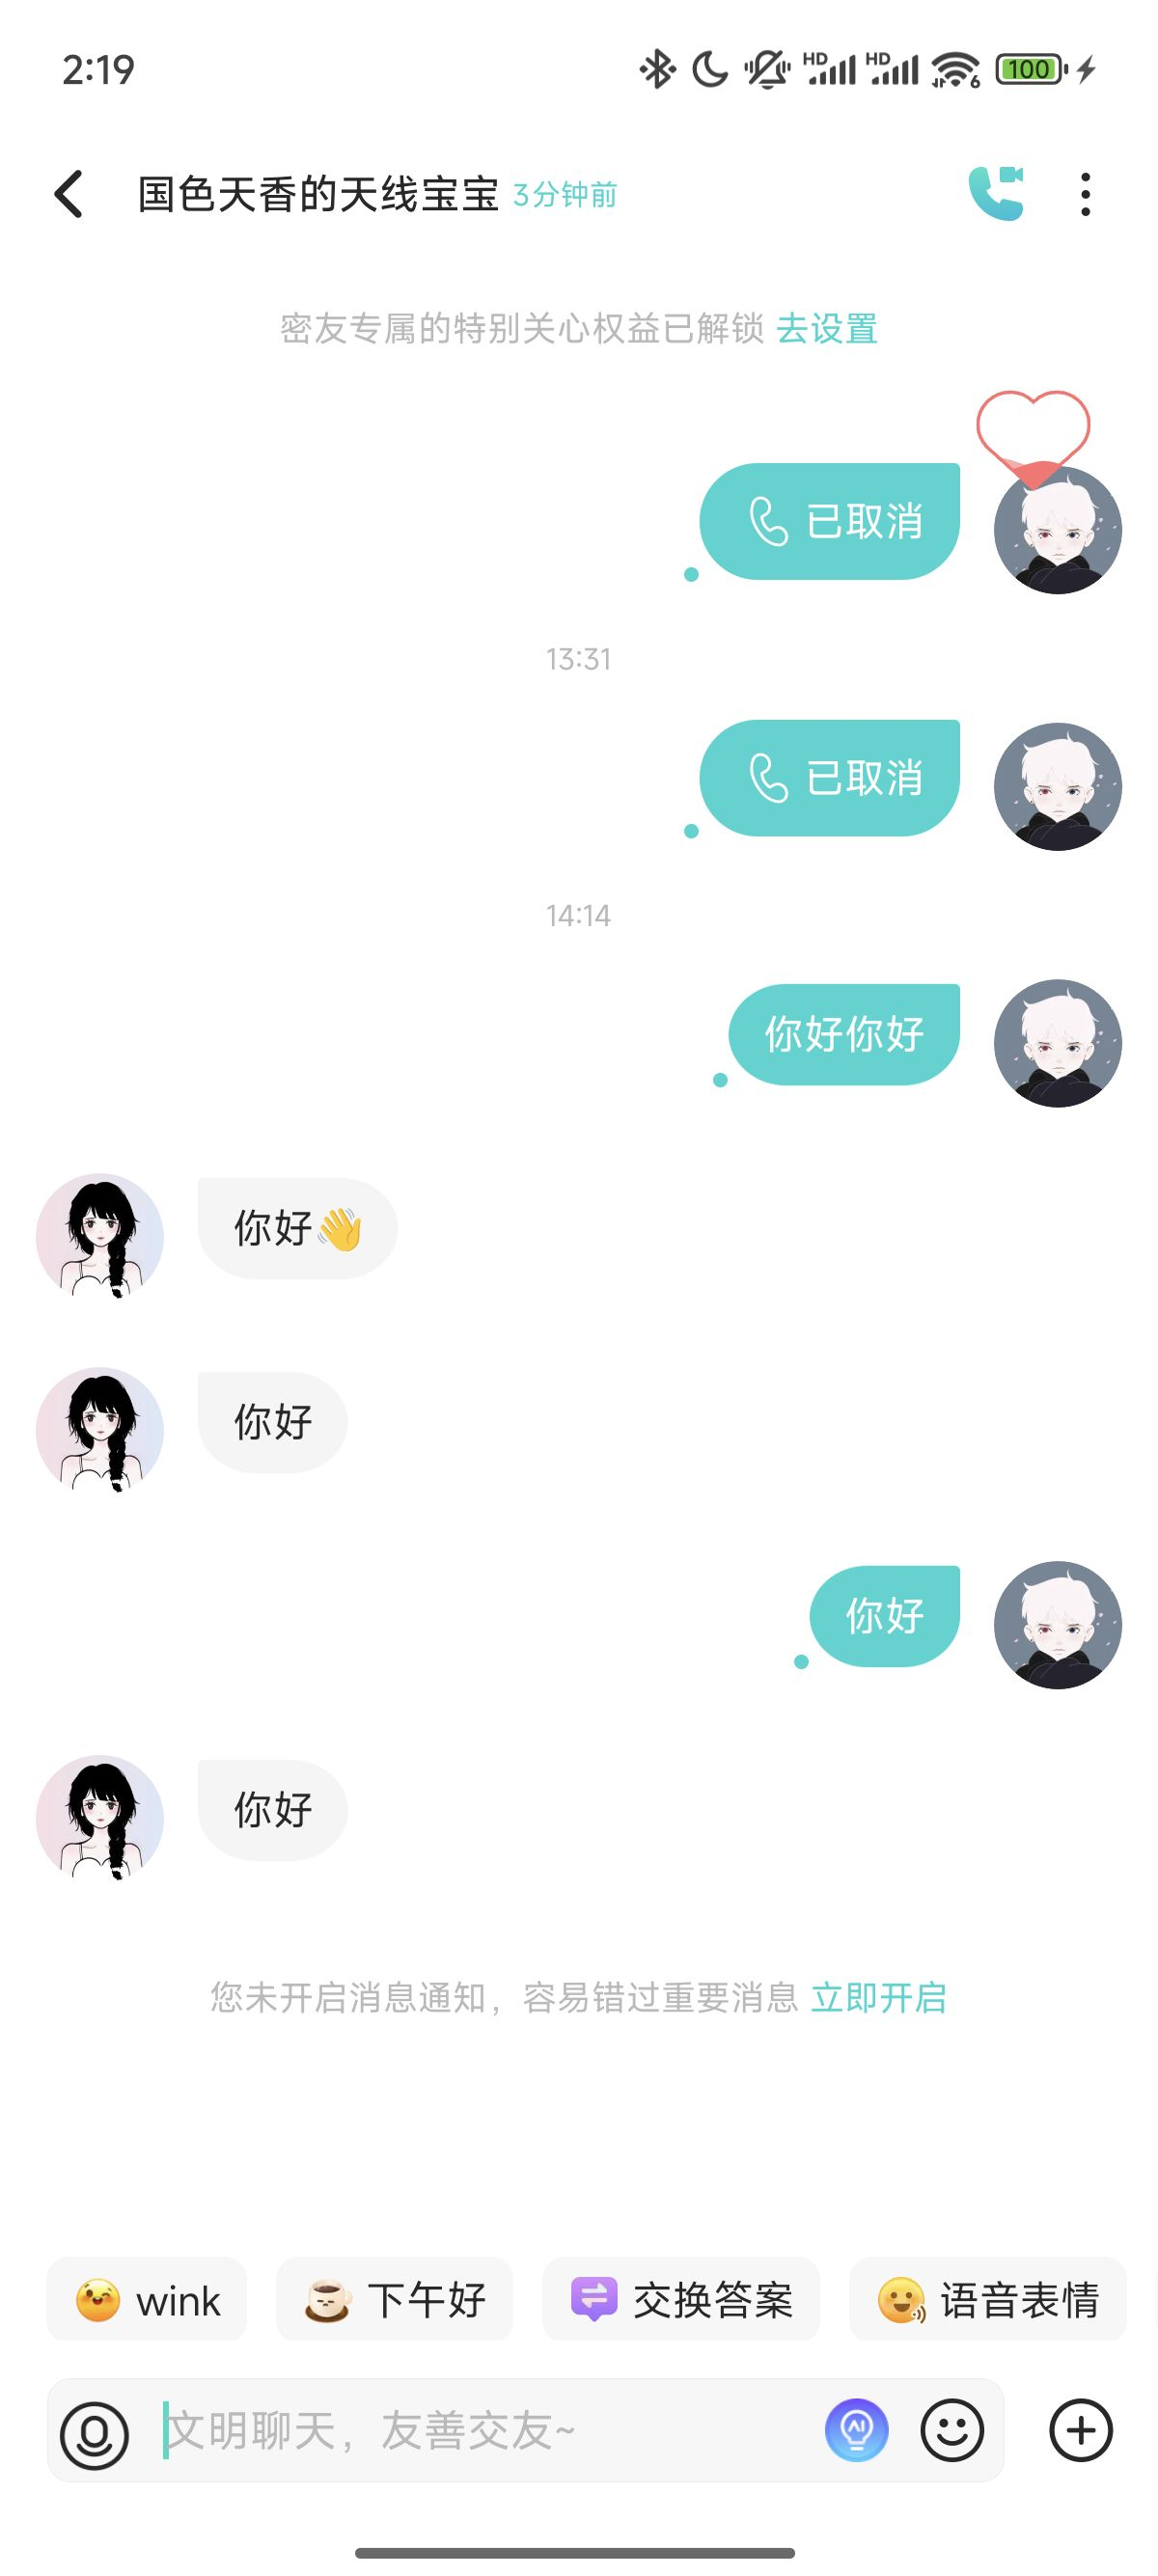 2:19
HD HD 6 100
国色天香的天线宝宝 3分钟前
密友专属的特别关心权益已解锁 去设置
已取消
13:31
已取消
14:14
你好你好
你好👋
你好
你好
你好
您未开启消息通知，容易错过重要消息 立即开启
wink 下午好 交换答案 语音表情
文明聊天，友善交友~ AI